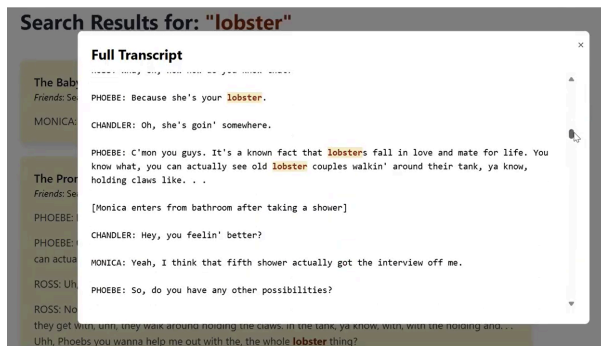 Search Results for: "lobster"
×
Full Transcript
The Bab
Friends: Se
MONICA:
PHOEBE: Because she's your lobster.
CHANDLER: Oh, she's goin' somewhere.
PHOEBE: C'mon you guys. It's a known fact that lobsters fall in love and mate for life. You
know what, you can actually see old lobster couples walkin' around their tank, ya know,
holding claws like. . .
The Pro
Friends: Se
[Monica enters from bathroom after taking a shower]
PHOEBE:
CHANDLER: Hey, you feelin' better?
PHOEBE:
can actua
MONICA: Yeah, I think that fifth shower actually got the interview off me.
ROSS: Uh,
PHOEBE: So, do you have any other possibilities?
ROSS: No
they get with, uhh, they walk around holding the claws. In the tank, ya know, with, with the holding and. . .
Uhh, Phoebs you wanna help me out with the, the whole lobster thing?